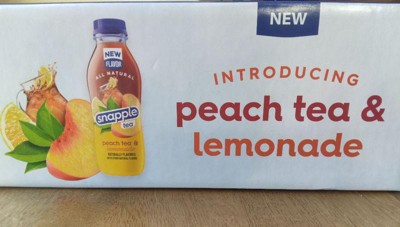 NEW
INTRODUCING
peach tea &
lemonade
NEW
FLAVOR
ALL NATURAL
snapple
tea
peach tea &